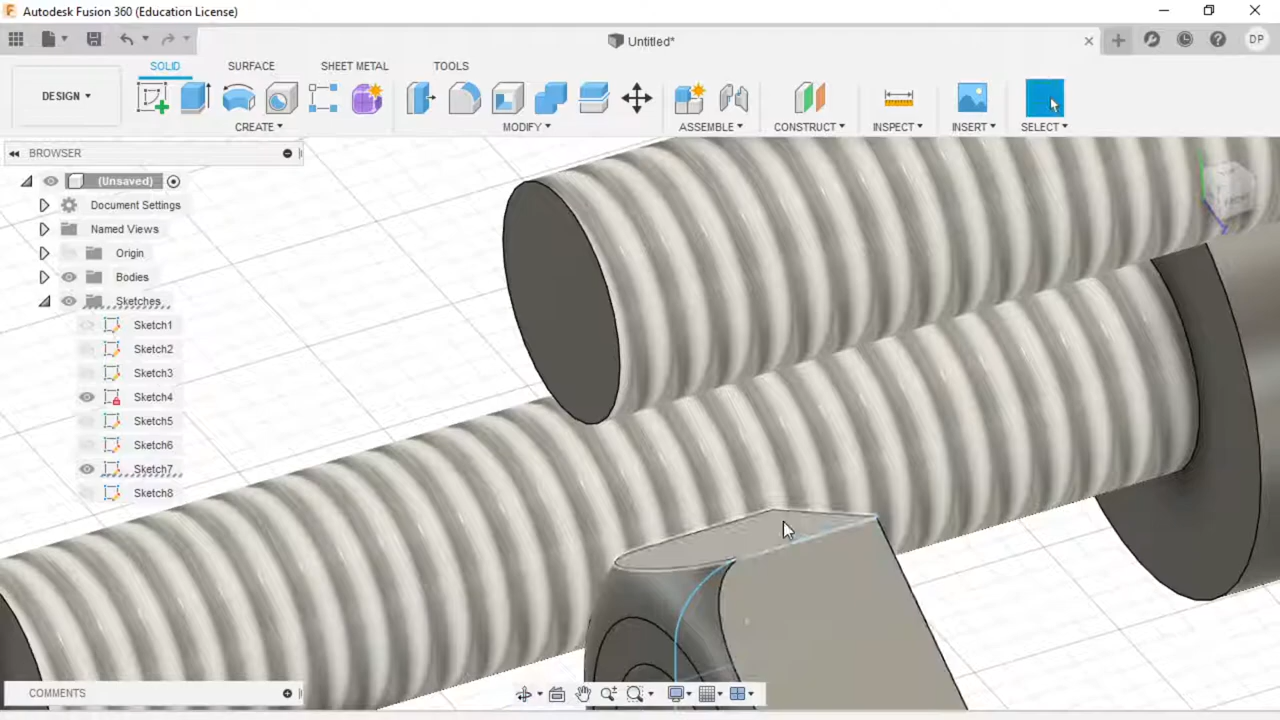 Autodesk Fusion 360 (Education License)
Untitled*
DP
DESIGN
SOLID
SURFACE
SHEET METAL
TOOLS
CREATE
MODIFY
ASSEMBLE
CONSTRUCT
INSPECT
INSERT
SELECT
BROWSER
(Unsaved)
Document Settings
Named Views
Origin
Bodies
Sketches
Sketch1
Sketch2
Sketch3
Sketch4
Sketch5
Sketch6
Sketch7
Sketch8
COMMENTS